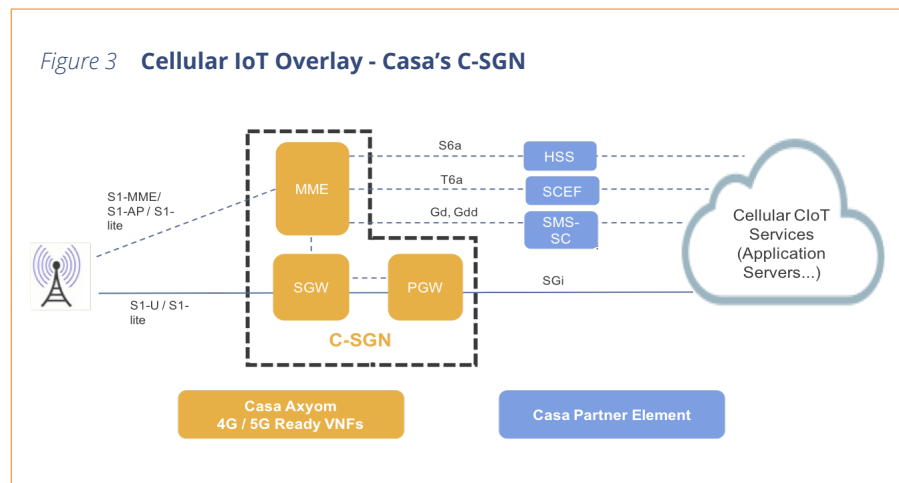 Figure 3 Cellular IoT Overlay - Casa's C-SGN
S6a
HSS
MME
T6a
SCEF
S1-MME/
S1-AP / S1-
lite
Gd, Gdd
SMS-
SC
Cellular CIoT
Services
(Application
Servers...)
SGW
PGW
SGi
S1-U / S1-
lite
C-SGN
Casa Axyom
4G / 5G Ready VNFs
Casa Partner Element